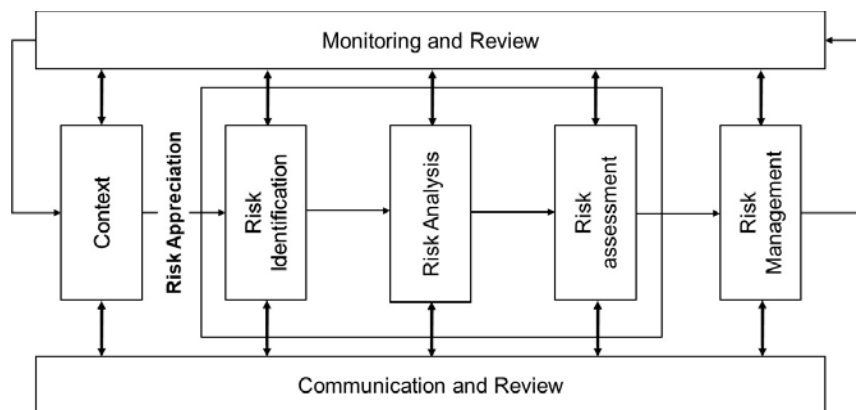 Monitoring and Review
Context
Risk Appreciation
Risk
Identification
Risk Analysis
Risk
assessment
Risk
Management
Communication and Review